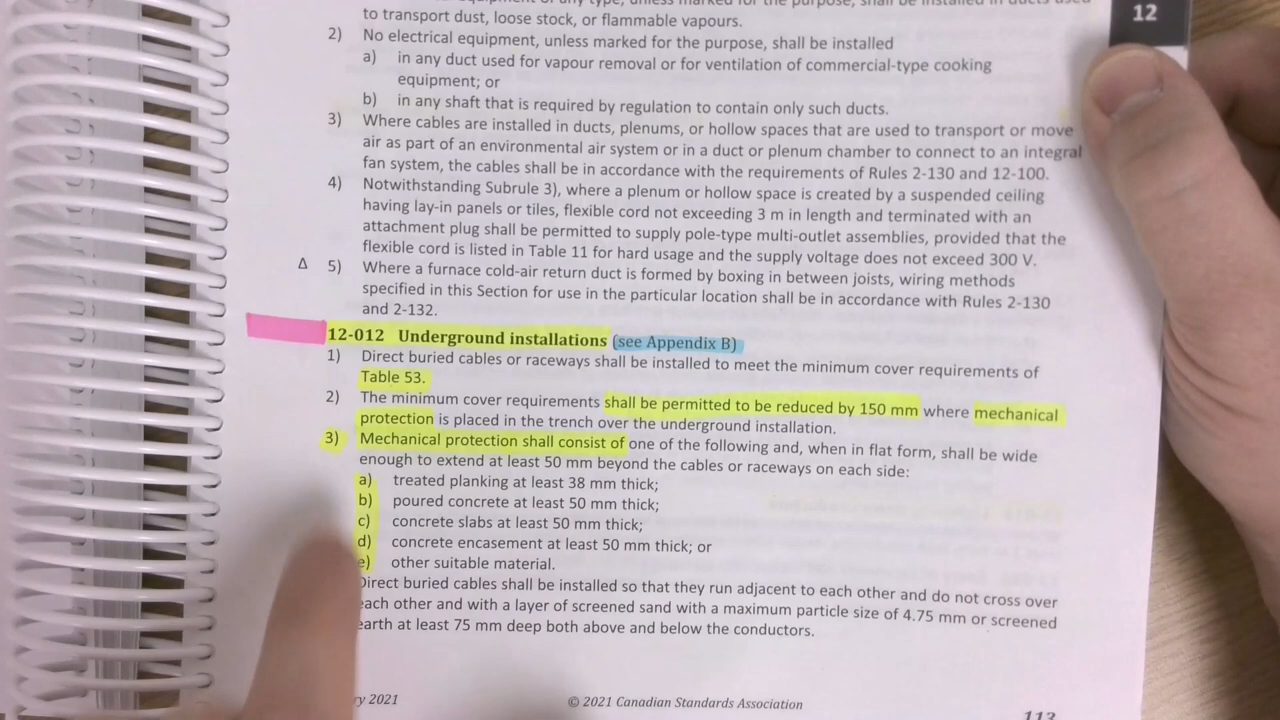 12
to transport dust, loose stock, or flammable vapours.
2) No electrical equipment, unless marked for the purpose, shall be installed
a) in any duct used for vapour removal or for ventilation of commercial-type cooking
equipment; or
b) in any shaft that is required by regulation to contain only such ducts.
3) Where cables are installed in ducts, plenums, or hollow spaces that are used to transport or move
air as part of an environmental air system or in a duct or plenum chamber to connect to an integral
fan system, the cables shall be in accordance with the requirements of Rules 2-130 and 12-100.
4) Notwithstanding Subrule 3), where a plenum or hollow space is created by a suspended ceiling
having lay-in panels or tiles, flexible cord not exceeding 3 m in length and terminated with an
attachment plug shall be permitted to supply pole-type multi-outlet assemblies, provided that the
flexible cord is listed in Table 11 for hard usage and the supply voltage does not exceed 300 V.
Δ 5) Where a furnace cold-air return duct is formed by boxing in between joists, wiring methods
specified in this Section for use in the particular location shall be in accordance with Rules 2-130
and 2-132.
12-012 Underground installations (see Appendix B)
1) Direct buried cables or raceways shall be installed to meet the minimum cover requirements of
Table 53.
2) The minimum cover requirements shall be permitted to be reduced by 150 mm where mechanical
protection is placed in the trench over the underground installation.
3) Mechanical protection shall consist of one of the following and, when in flat form, shall be wide
enough to extend at least 50 mm beyond the cables or raceways on each side:
a) treated planking at least 38 mm thick;
b) poured concrete at least 50 mm thick;
c) concrete slabs at least 50 mm thick;
d) concrete encasement at least 50 mm thick; or
e) other suitable material.
Direct buried cables shall be installed so that they run adjacent to each other and do not cross over
each other and with a layer of screened sand with a maximum particle size of 4.75 mm or screened
earth at least 75 mm deep both above and below the conductors.
2021
© 2021 Canadian Standards Association
113